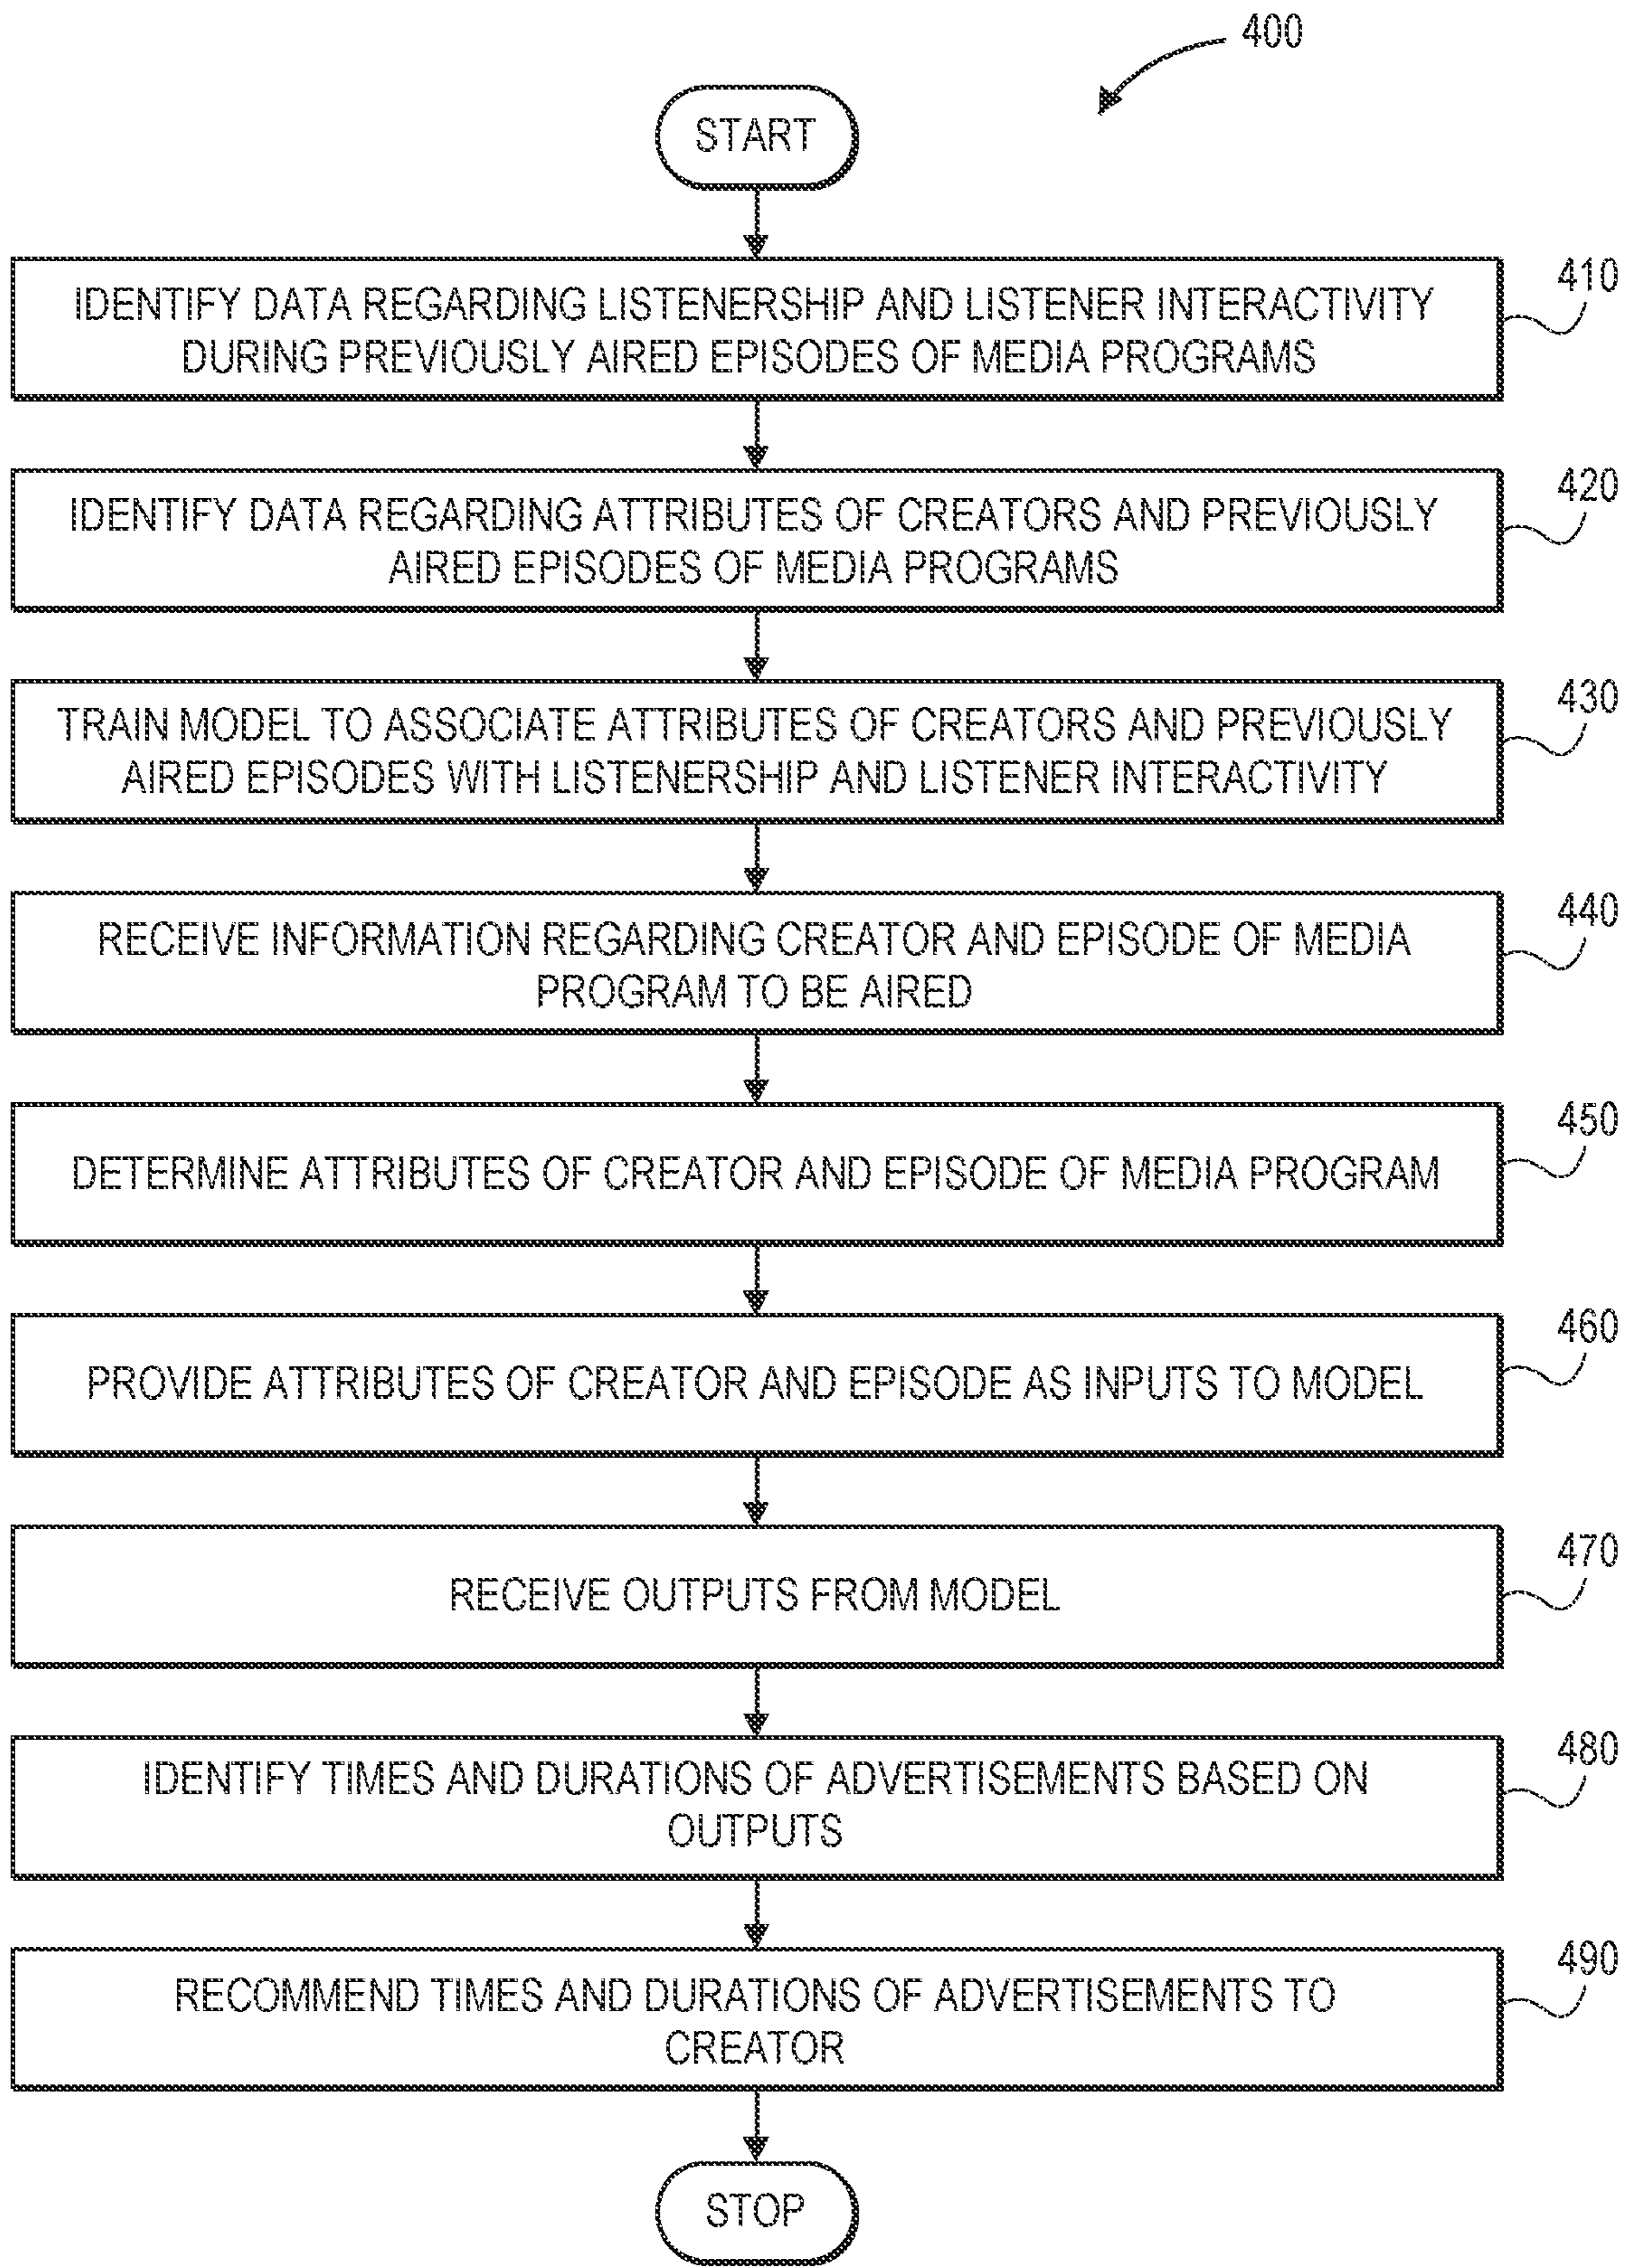 400
START
IDENTIFY DATA REGARDING LISTENERSHIP AND LISTENER INTERACTIVITY
DURING PREVIOUSLY AIRED EPISODES OF MEDIA PROGRAMS
410
IDENTIFY DATA REGARDING ATTRIBUTES OF CREATORS AND PREVIOUSLY
AIRED EPISODES OF MEDIA PROGRAMS
420
TRAIN MODEL TO ASSOCIATE ATTRIBUTES OF CREATORS AND PREVIOUSLY
AIRED EPISODES WITH LISTENERSHIP AND LISTENER INTERACTIVITY
430
RECEIVE INFORMATION REGARDING CREATOR AND EPISODE OF MEDIA
PROGRAM TO BE AIRED
440
DETERMINE ATTRIBUTES OF CREATOR AND EPISODE OF MEDIA PROGRAM
450
PROVIDE ATTRIBUTES OF CREATOR AND EPISODE AS INPUTS TO MODEL
460
RECEIVE OUTPUTS FROM MODEL
470
IDENTIFY TIMES AND DURATIONS OF ADVERTISEMENTS BASED ON
OUTPUTS
480
RECOMMEND TIMES AND DURATIONS OF ADVERTISEMENTS TO
CREATOR
490
STOP